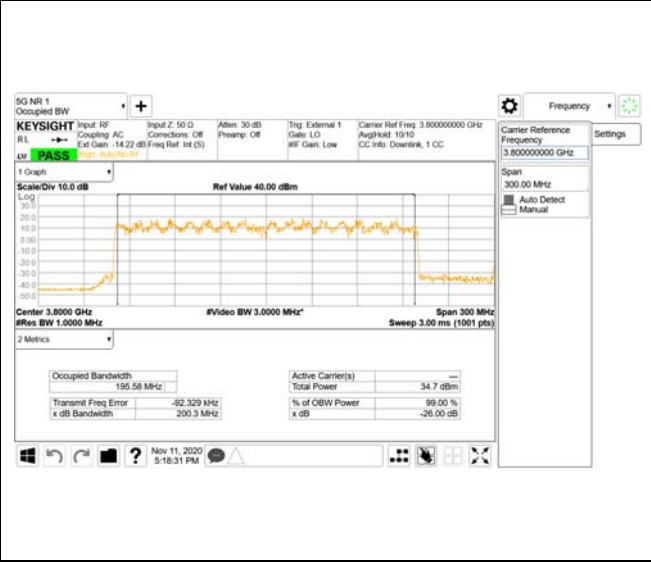 5G NR 1
Occupied BW
+
Frequency
KEYSIGHT Input: RF Input Z: 50 Ω Atten: 30 dB Trig: External 1 Carrier Ref Freq: 3.800000000 GHz
RL Coupling: AC Corrections: Off Preamp: Off Gate: LO Avg|Hold: 10/10
Ext Gain: -14.22 dB Freq Ref: Int (S) #IF Gain: Low CC Info: Downlink, 1 CC
PASS Align: Auto/No RF
Carrier Reference
Frequency
3.800000000 GHz
Settings
Span
300.00 MHz
Auto Detect
Manual
1 Graph
Scale/Div 10.0 dB Ref Value 40.00 dBm
Log
30.0
20.0
10.0
0.00
-10.0
-20.0
-30.0
-40.0
-50.0
Center 3.8000 GHz #Video BW 3.0000 MHz* Span 300 MHz
#Res BW 1.0000 MHz Sweep 3.00 ms (1001 pts)
2 Metrics
Occupied Bandwidth Active Carrier(s) —
195.58 MHz Total Power 34.7 dBm
Transmit Freq Error -92.329 kHz % of OBW Power 99.00 %
x dB Bandwidth 200.3 MHz x dB -26.00 dB
? Nov 11, 2020
5:18:31 PM